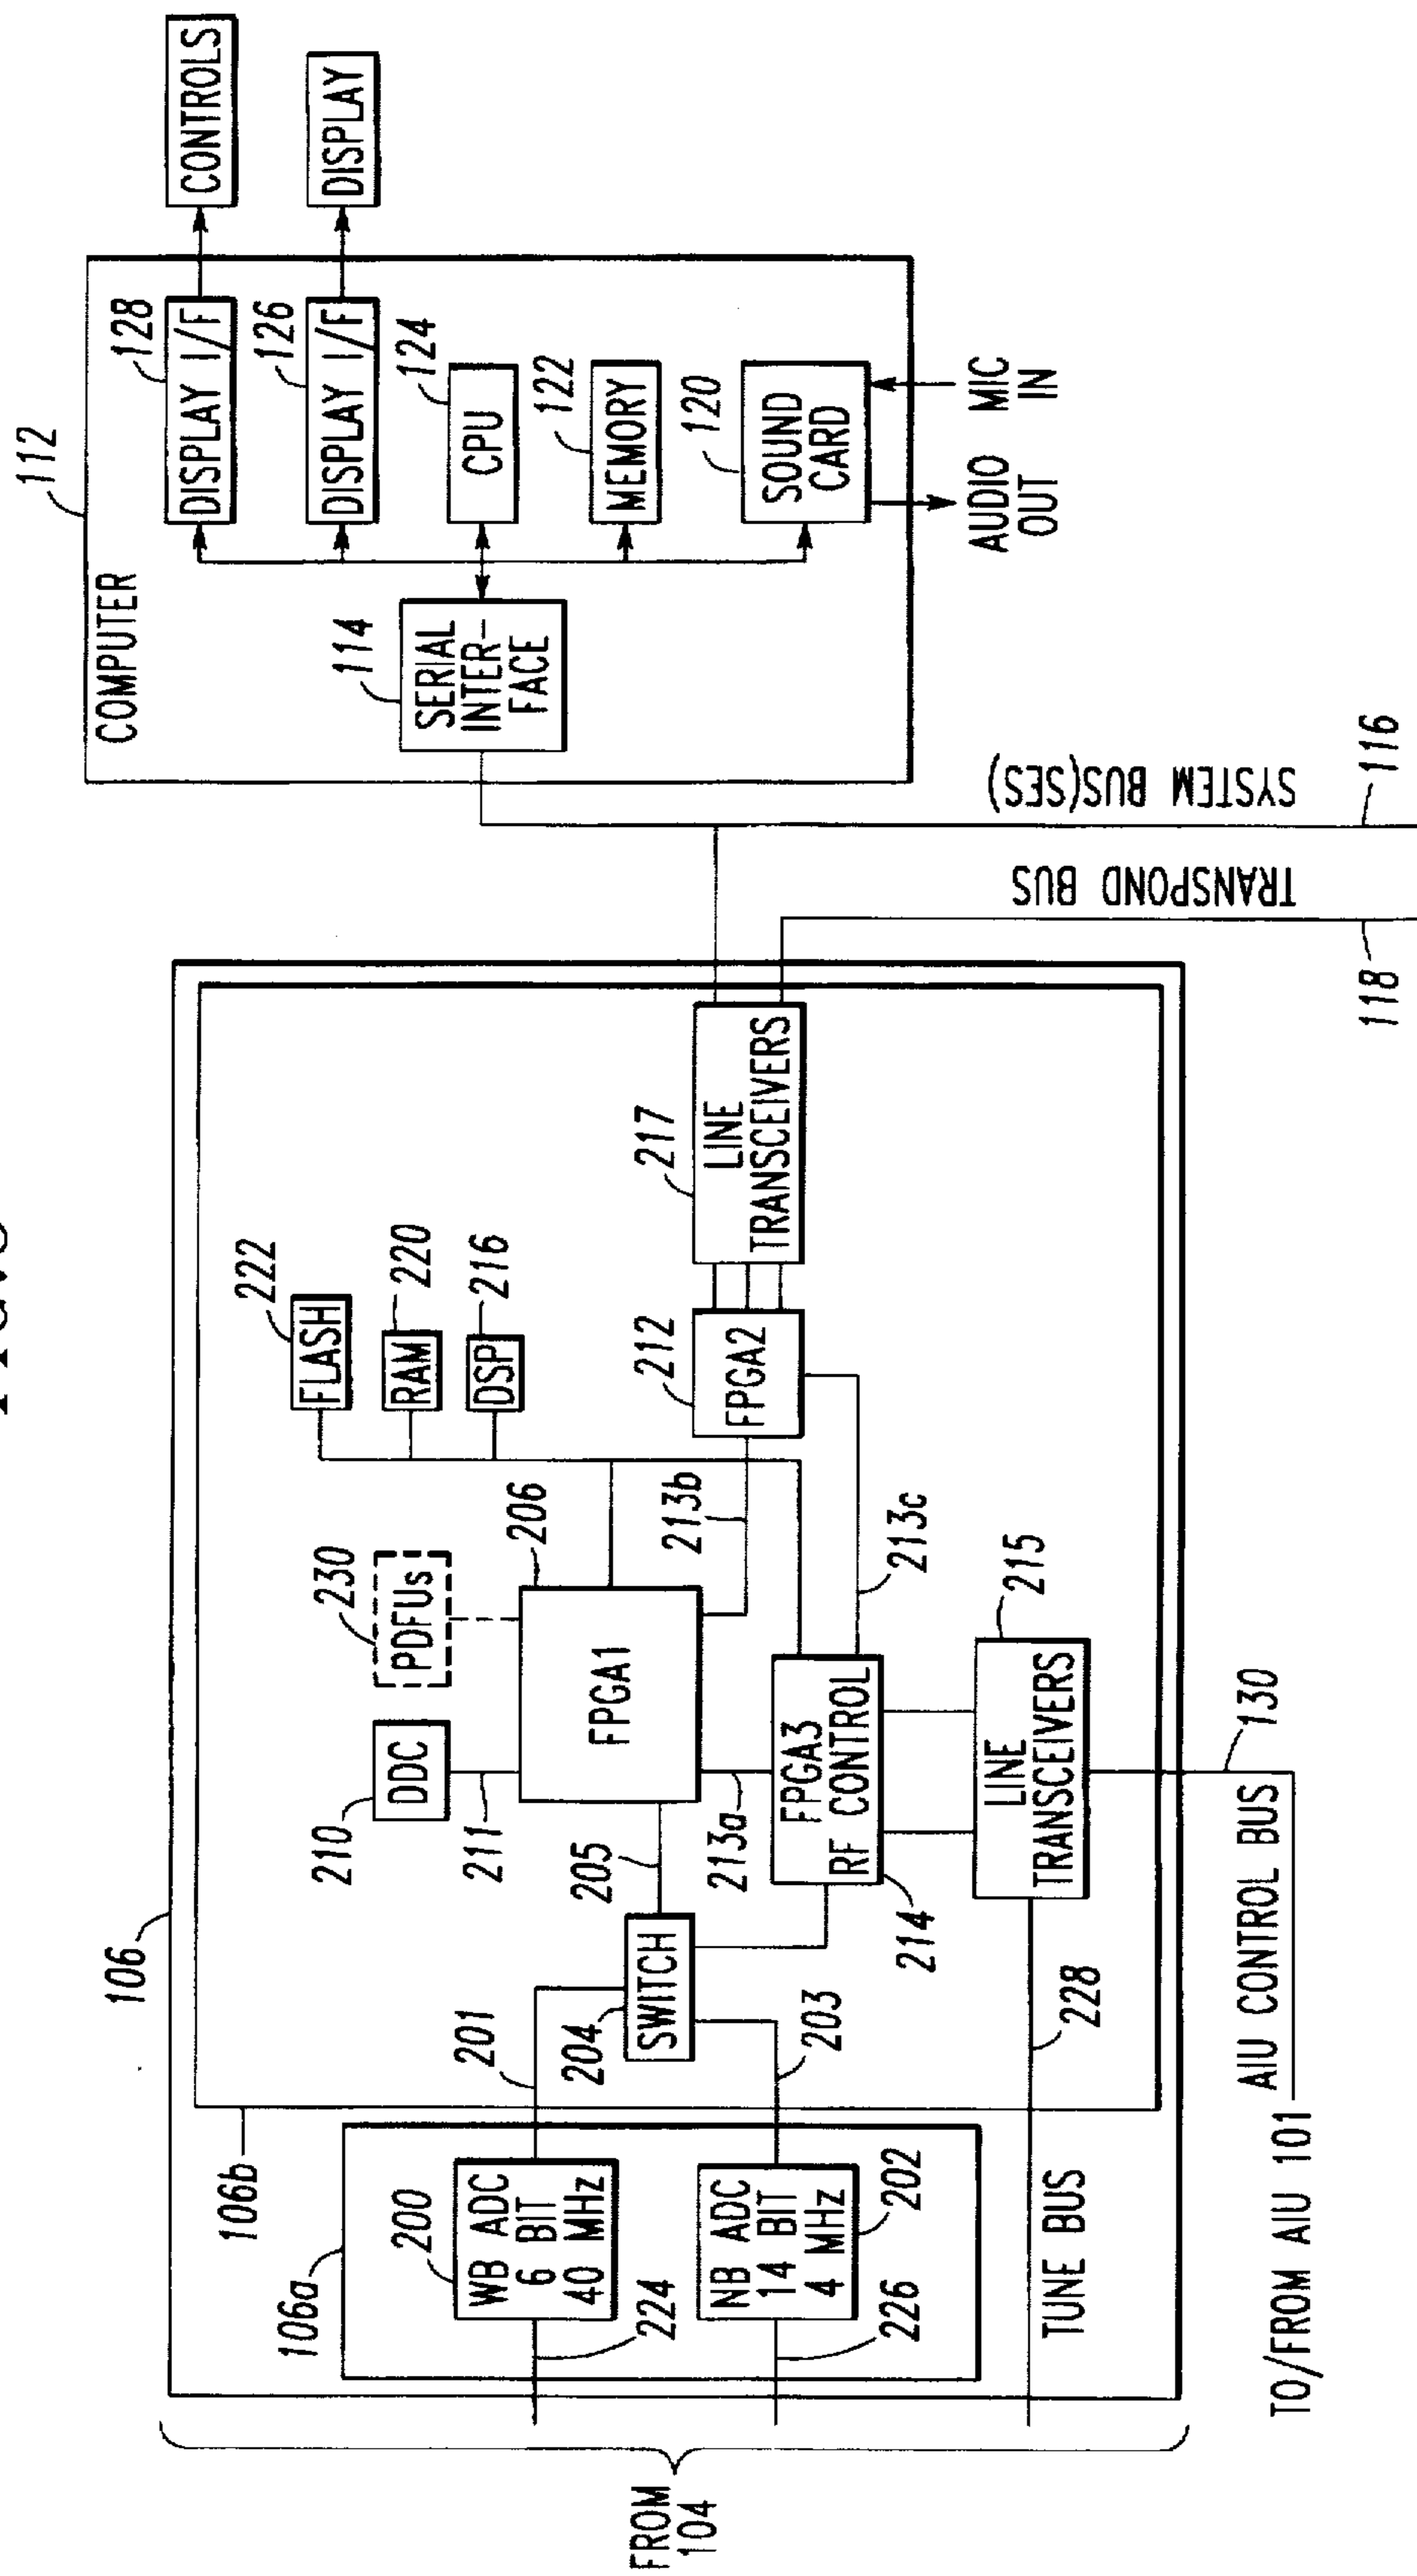 112
COMPUTER
128
DISPLAY I/F
CONTROLS
126
DISPLAY I/F
DISPLAY
124
CPU
122
MEMORY
120
SOUND
CARD
114
SERIAL
INTER-
FACE
AUDIO
OUT
MIC
IN
SYSTEM BUS(SES)
116
TRANSPOND BUS
118
106
106b
106a
200
WB ADC
6 BIT
40 MHz
224
NB ADC
14 BIT
4 MHz
202
226
201
203
204
SWITCH
205
210
DDC
211
230
PDFUs
206
FPGA1
222
FLASH
220
RAM
216
DSP
213a
213b
213c
212
FPGA2
217
LINE
TRANSCEIVERS
FPGA3
RF CONTROL
214
215
LINE
TRANSCEIVERS
228
TUNE BUS
130
AIU CONTROL BUS
TO/FROM AIU 101
FROM
104